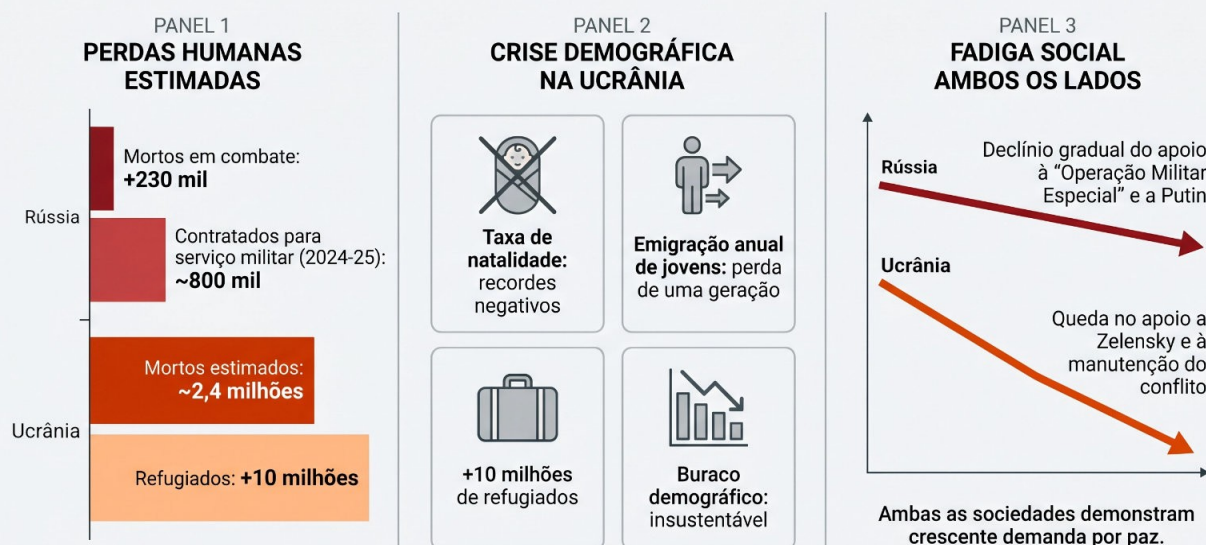 PANEL 1
PERDAS HUMANAS
ESTIMADAS
Rússia
Mortos em combate:
+230 mil
Contratados para
serviço militar (2024-25):
~800 mil
Ucrânia
Mortos estimados:
~2,4 milhões
Refugiados: +10 milhões
PANEL 2
CRISE DEMOGRÁFICA
NA UCRÂNIA
Taxa de
natalidade:
recordes
negativos
Emigração anual
de jovens: perda
de uma geração
+10 milhões
de refugiados
Buraco
demográfico:
insustentável
PANEL 3
FADIGA SOCIAL
AMBOS OS LADOS
Rússia
Declínio gradual do apoio
à “Operação Militar
Especial” e a Putin
Ucrânia
Queda no apoio a
Zelensky e à
manutenção do
conflito
Ambas as sociedades demonstram
crescente demanda por paz.